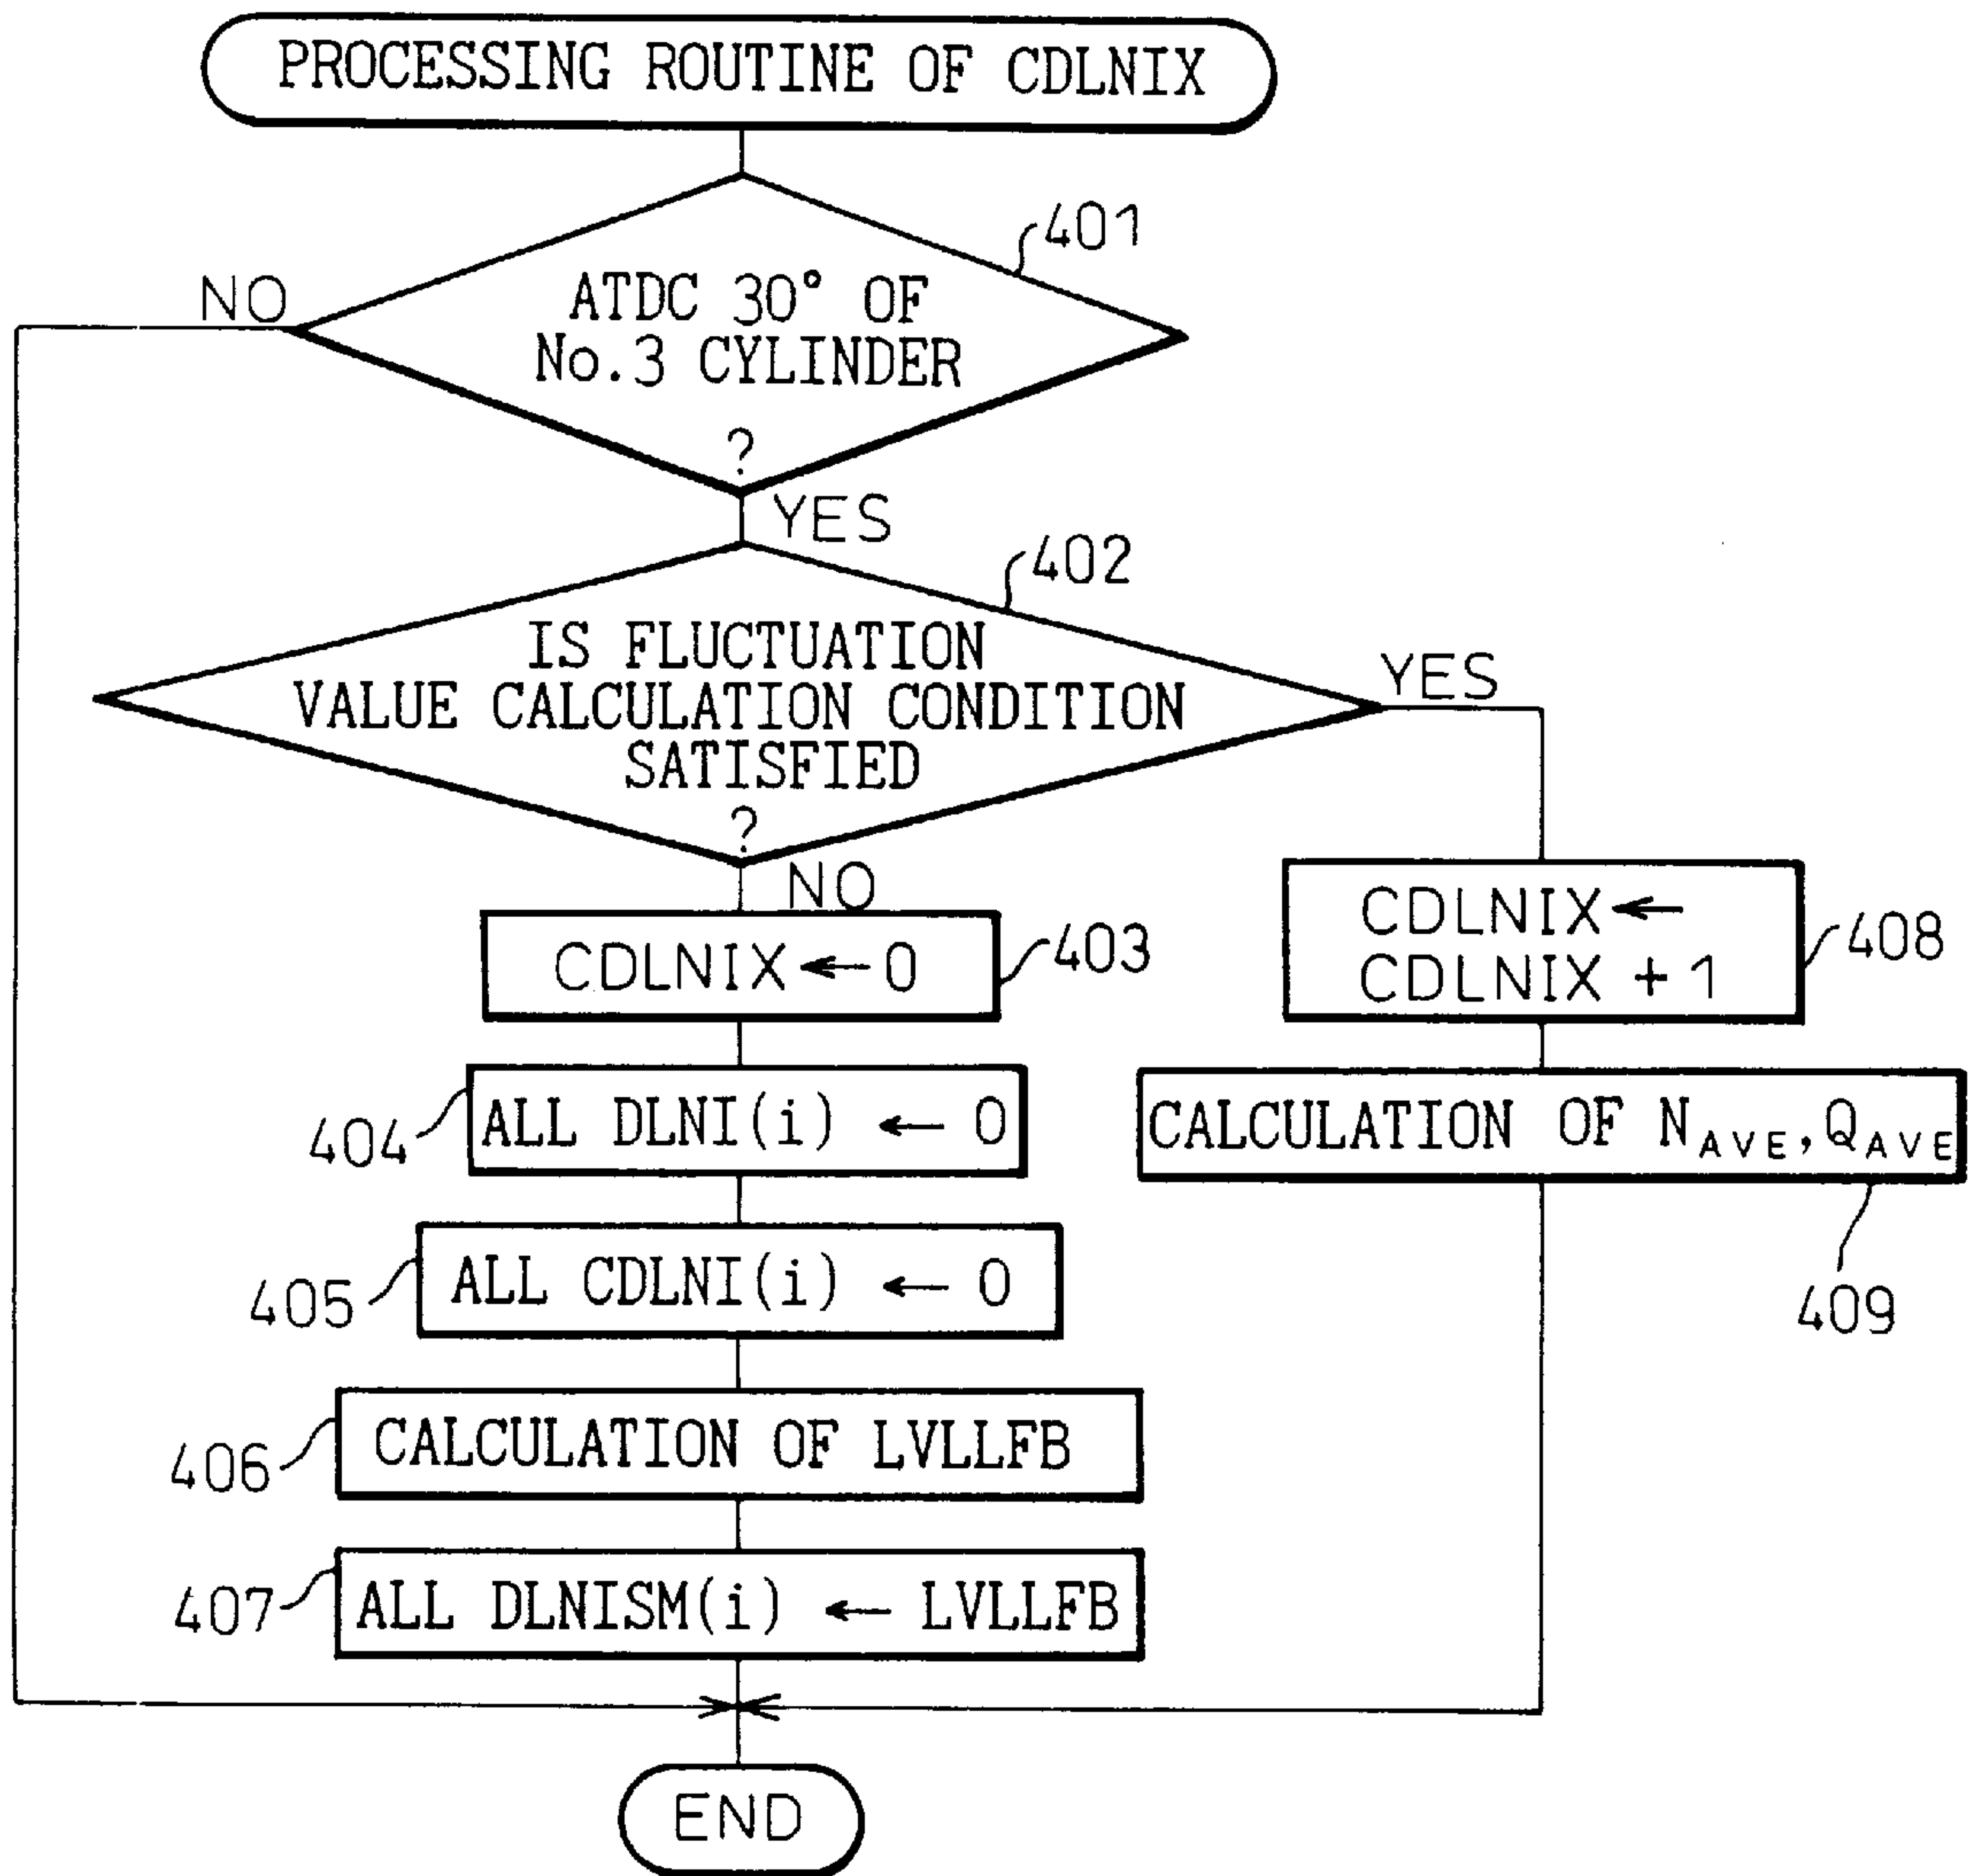 PROCESSING ROUTINE OF CDLNIX
401
NO
ATDC 30° OF
No.3 CYLINDER
?
YES
402
IS FLUCTUATION
VALUE CALCULATION CONDITION
SATISFIED
?
YES
NO
CDLNIX ← 0
403
CDLNIX ←
CDLNIX + 1
408
ALL DLNI(i) ← 0
404
CALCULATION OF NAVE, QAVE
409
ALL CDLNI(i) ← 0
405
CALCULATION OF LVLLFB
406
ALL DLNISM(i) ← LVLLFB
407
END